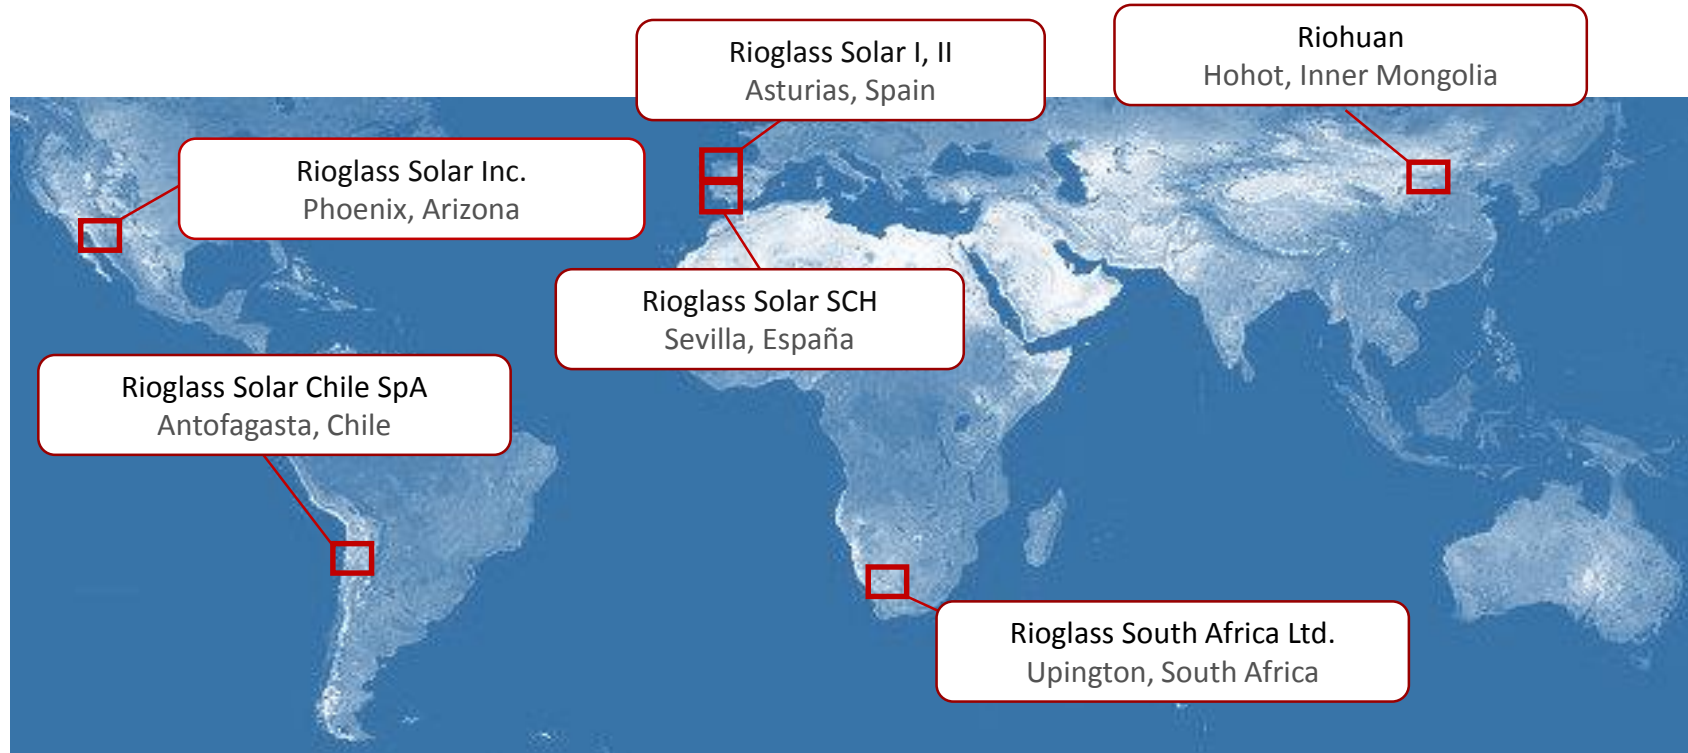 Rioglass Solar I, II
Asturias, Spain
Riohuan
Hohot, Inner Mongolia
Rioglass Solar Inc.
Phoenix, Arizona
Rioglass Solar SCH
Sevilla, España
Rioglass Solar Chile SpA
Antofagasta, Chile
Rioglass South Africa Ltd.
Upington, South Africa